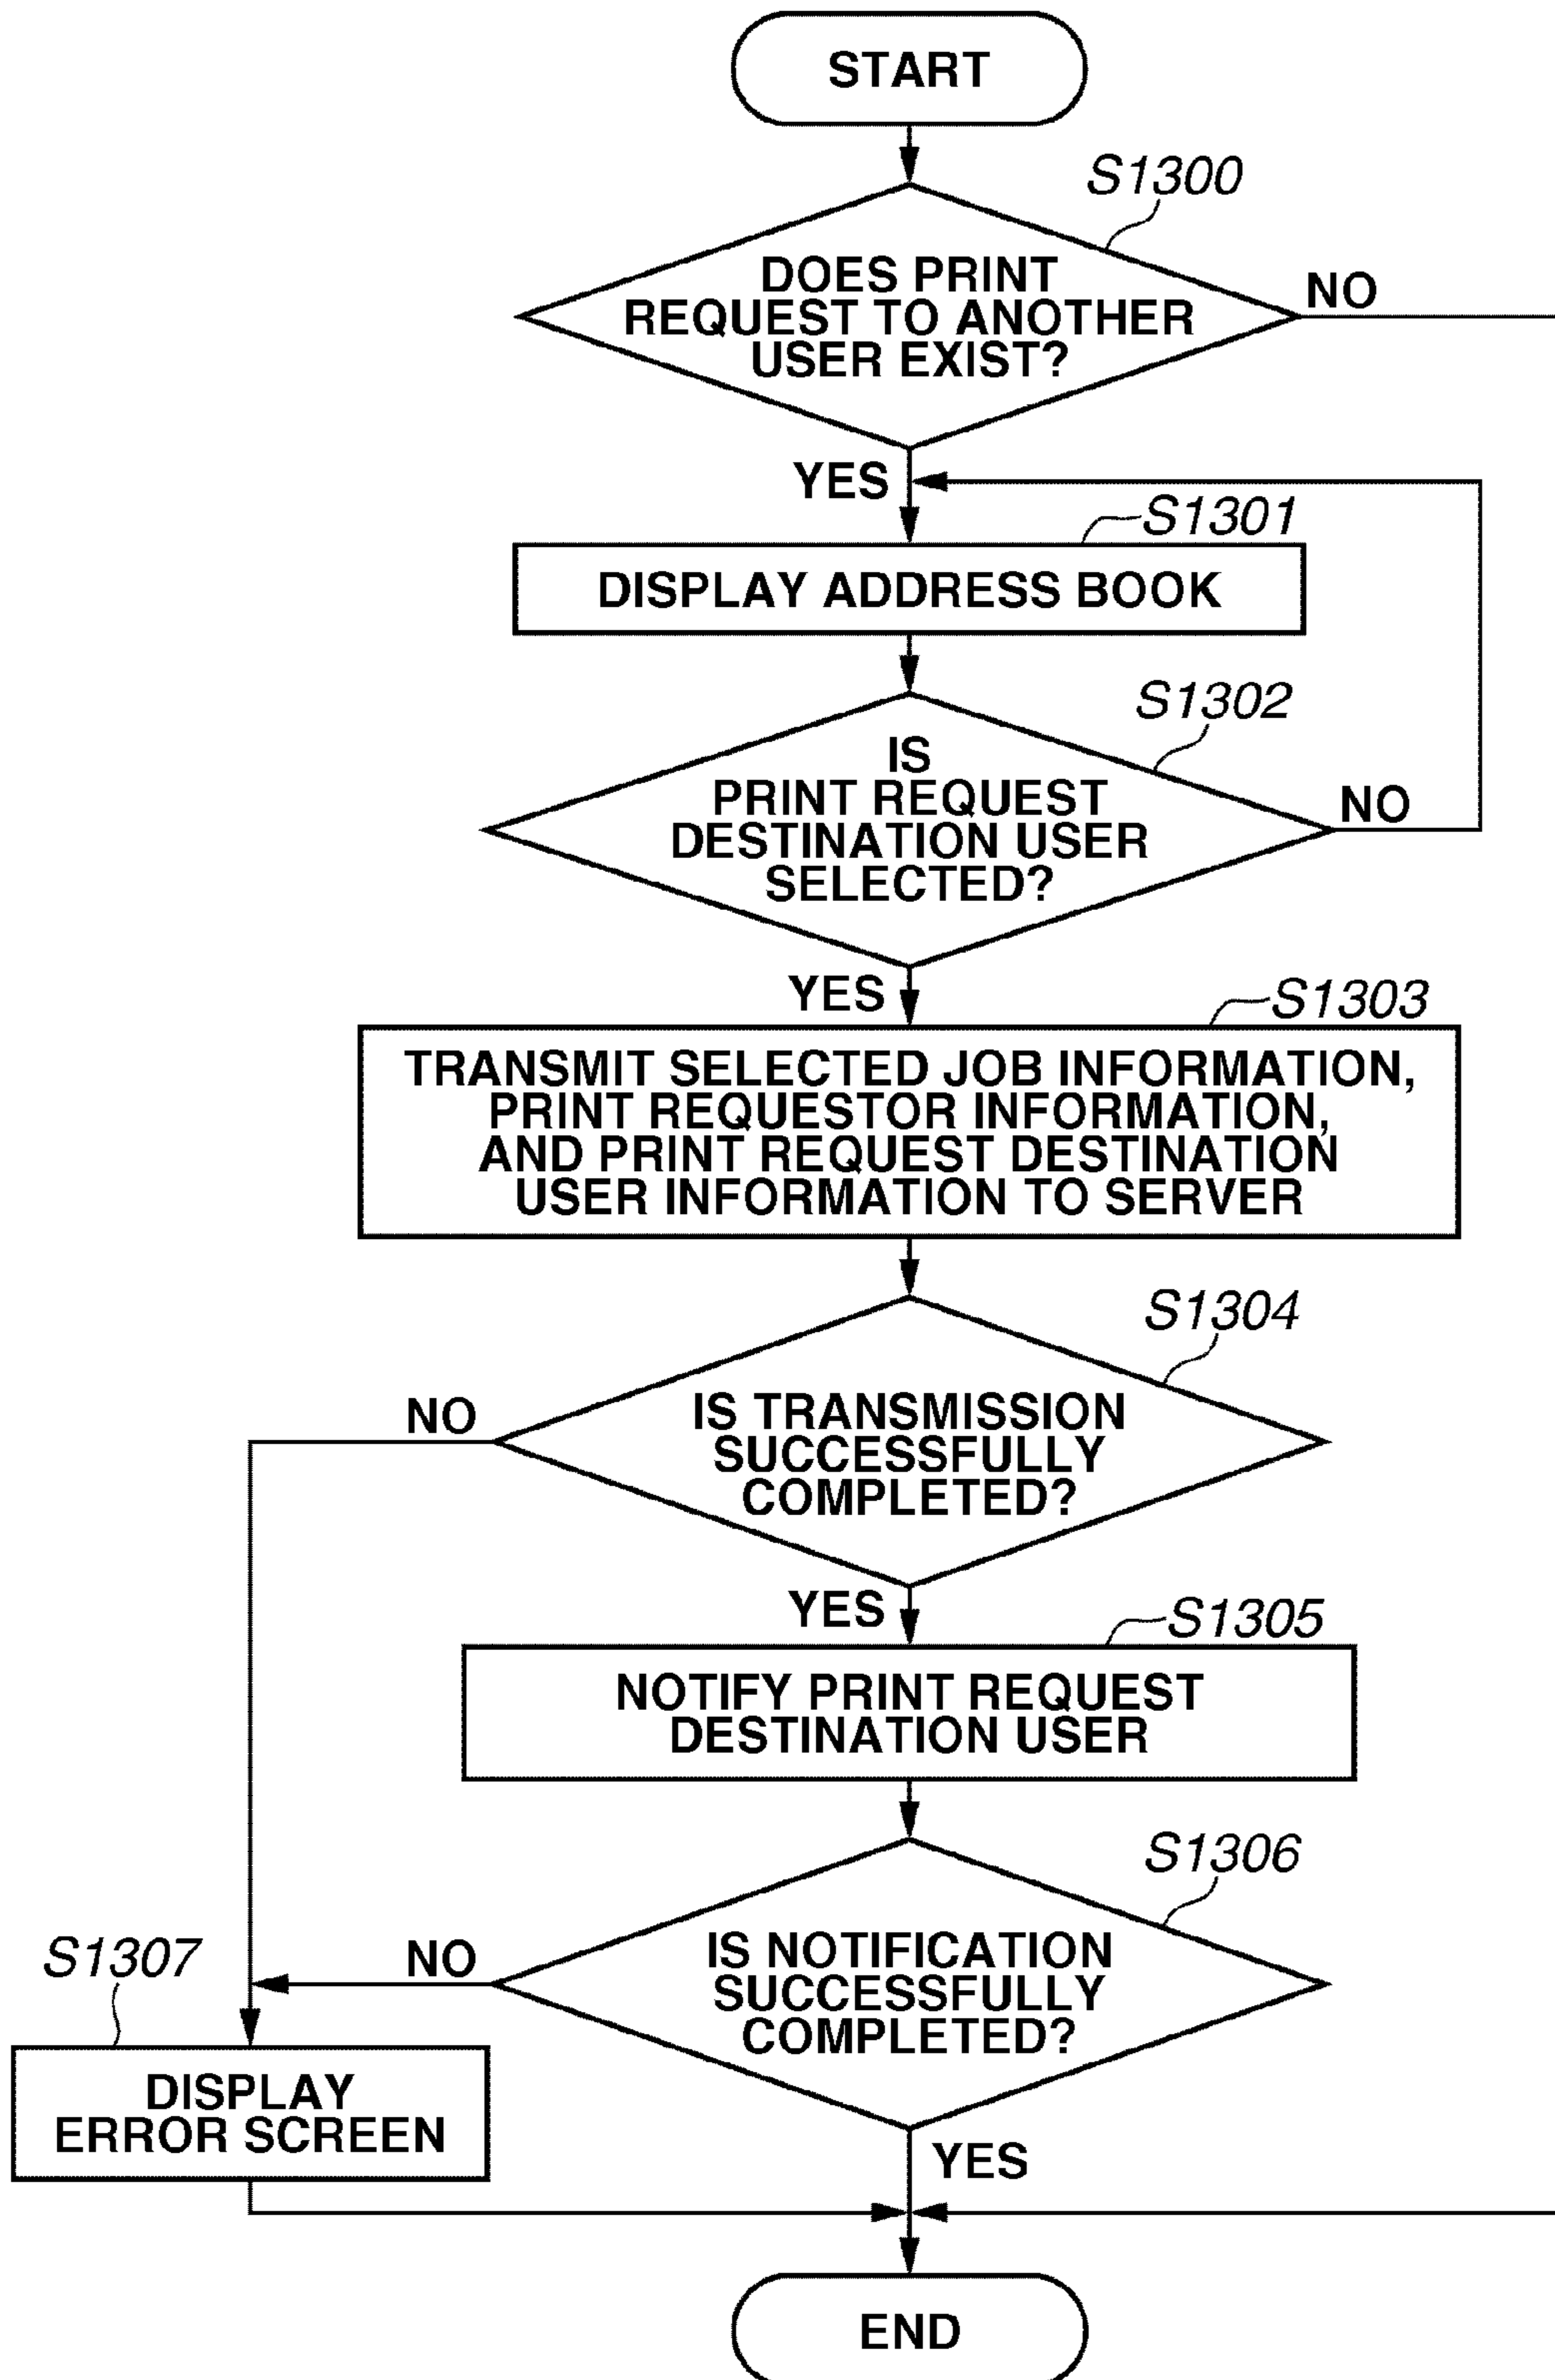 START
S1300
DOES PRINT
REQUEST TO ANOTHER
USER EXIST?
NO
YES
S1301
DISPLAY ADDRESS BOOK
S1302
IS
PRINT REQUEST
DESTINATION USER
SELECTED?
NO
YES
S1303
TRANSMIT SELECTED JOB INFORMATION,
PRINT REQUESTOR INFORMATION,
AND PRINT REQUEST DESTINATION
USER INFORMATION TO SERVER
S1304
NO
IS TRANSMISSION
SUCCESSFULLY
COMPLETED?
YES
S1305
NOTIFY PRINT REQUEST
DESTINATION USER
S1306
S1307
NO
IS NOTIFICATION
SUCCESSFULLY
COMPLETED?
DISPLAY
ERROR SCREEN
YES
END